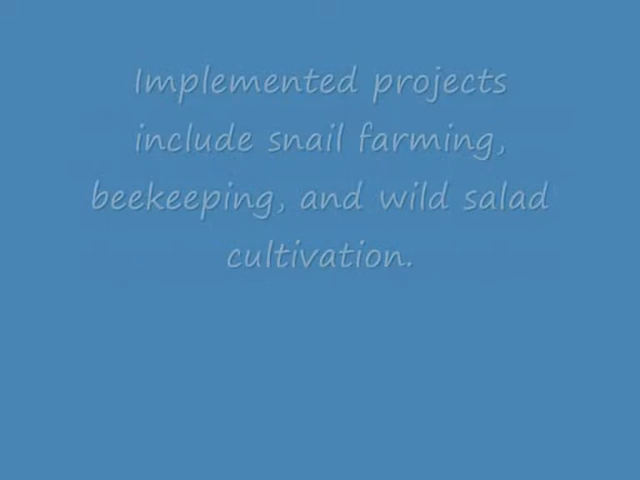 Implemented projects
include snail farming,
beekeeping, and wild salad
cultivation.